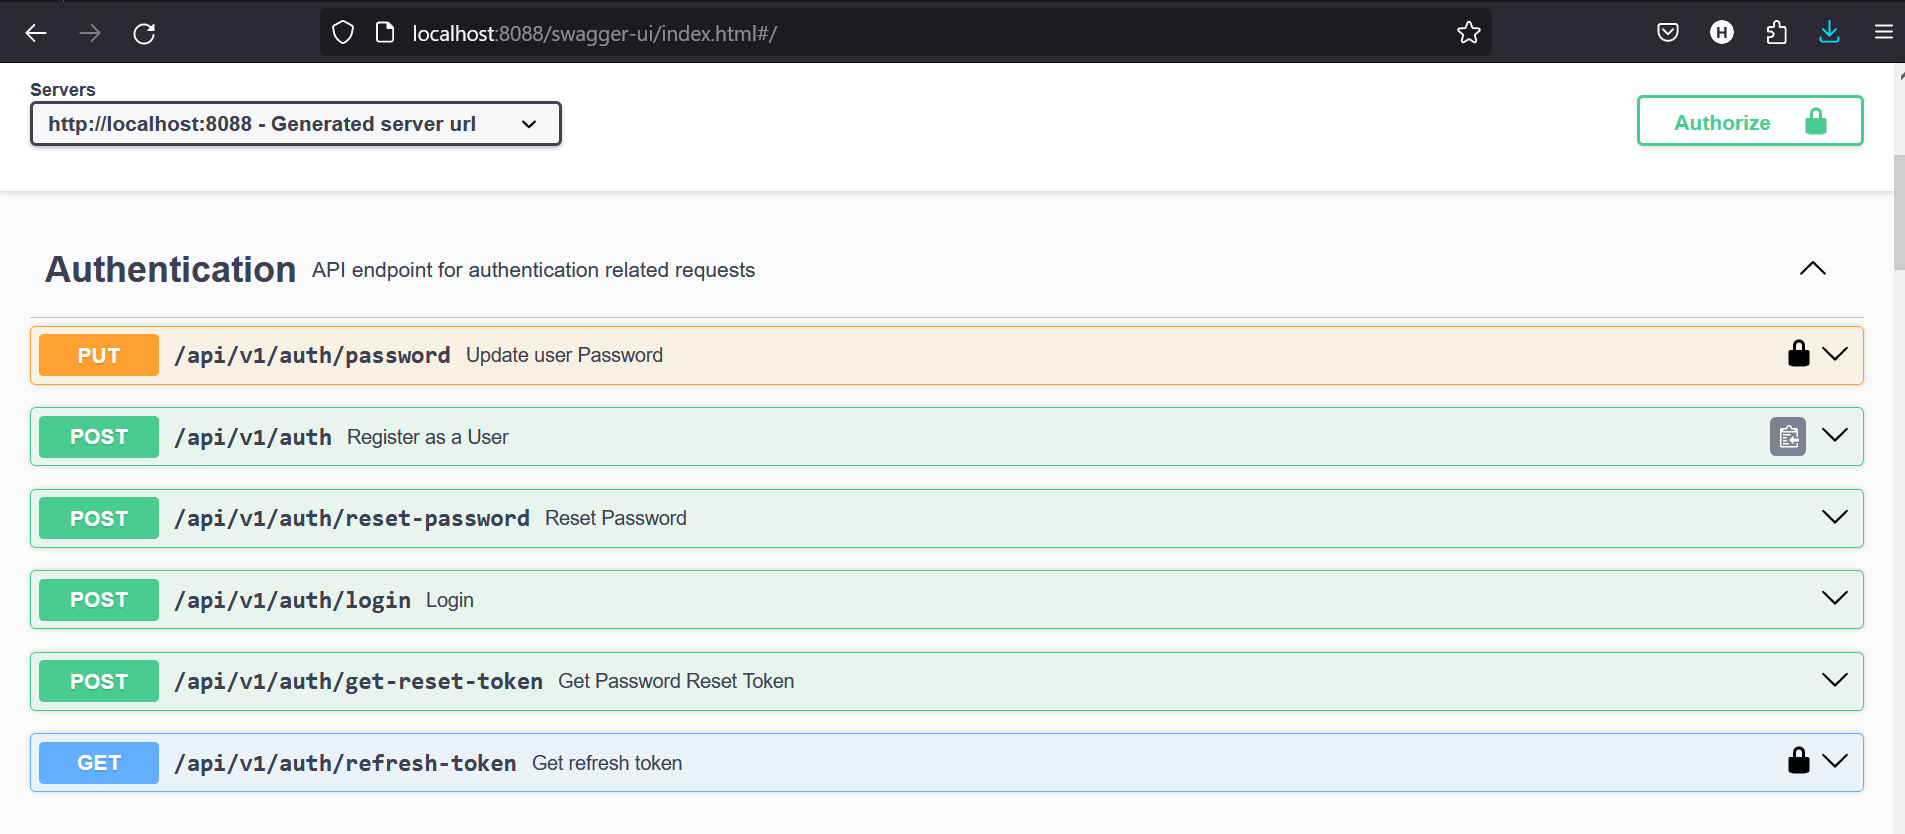 localhost:8088/swagger-ui/index.html#/
H
Servers
http://localhost:8088 - Generated server url
Authorize
Authentication API endpoint for authentication related requests
PUT /api/v1/auth/password Update user Password
POST /api/v1/auth Register as a User
POST /api/v1/auth/reset-password Reset Password
POST /api/v1/auth/login Login
POST /api/v1/auth/get-reset-token Get Password Reset Token
GET /api/v1/auth/refresh-token Get refresh token